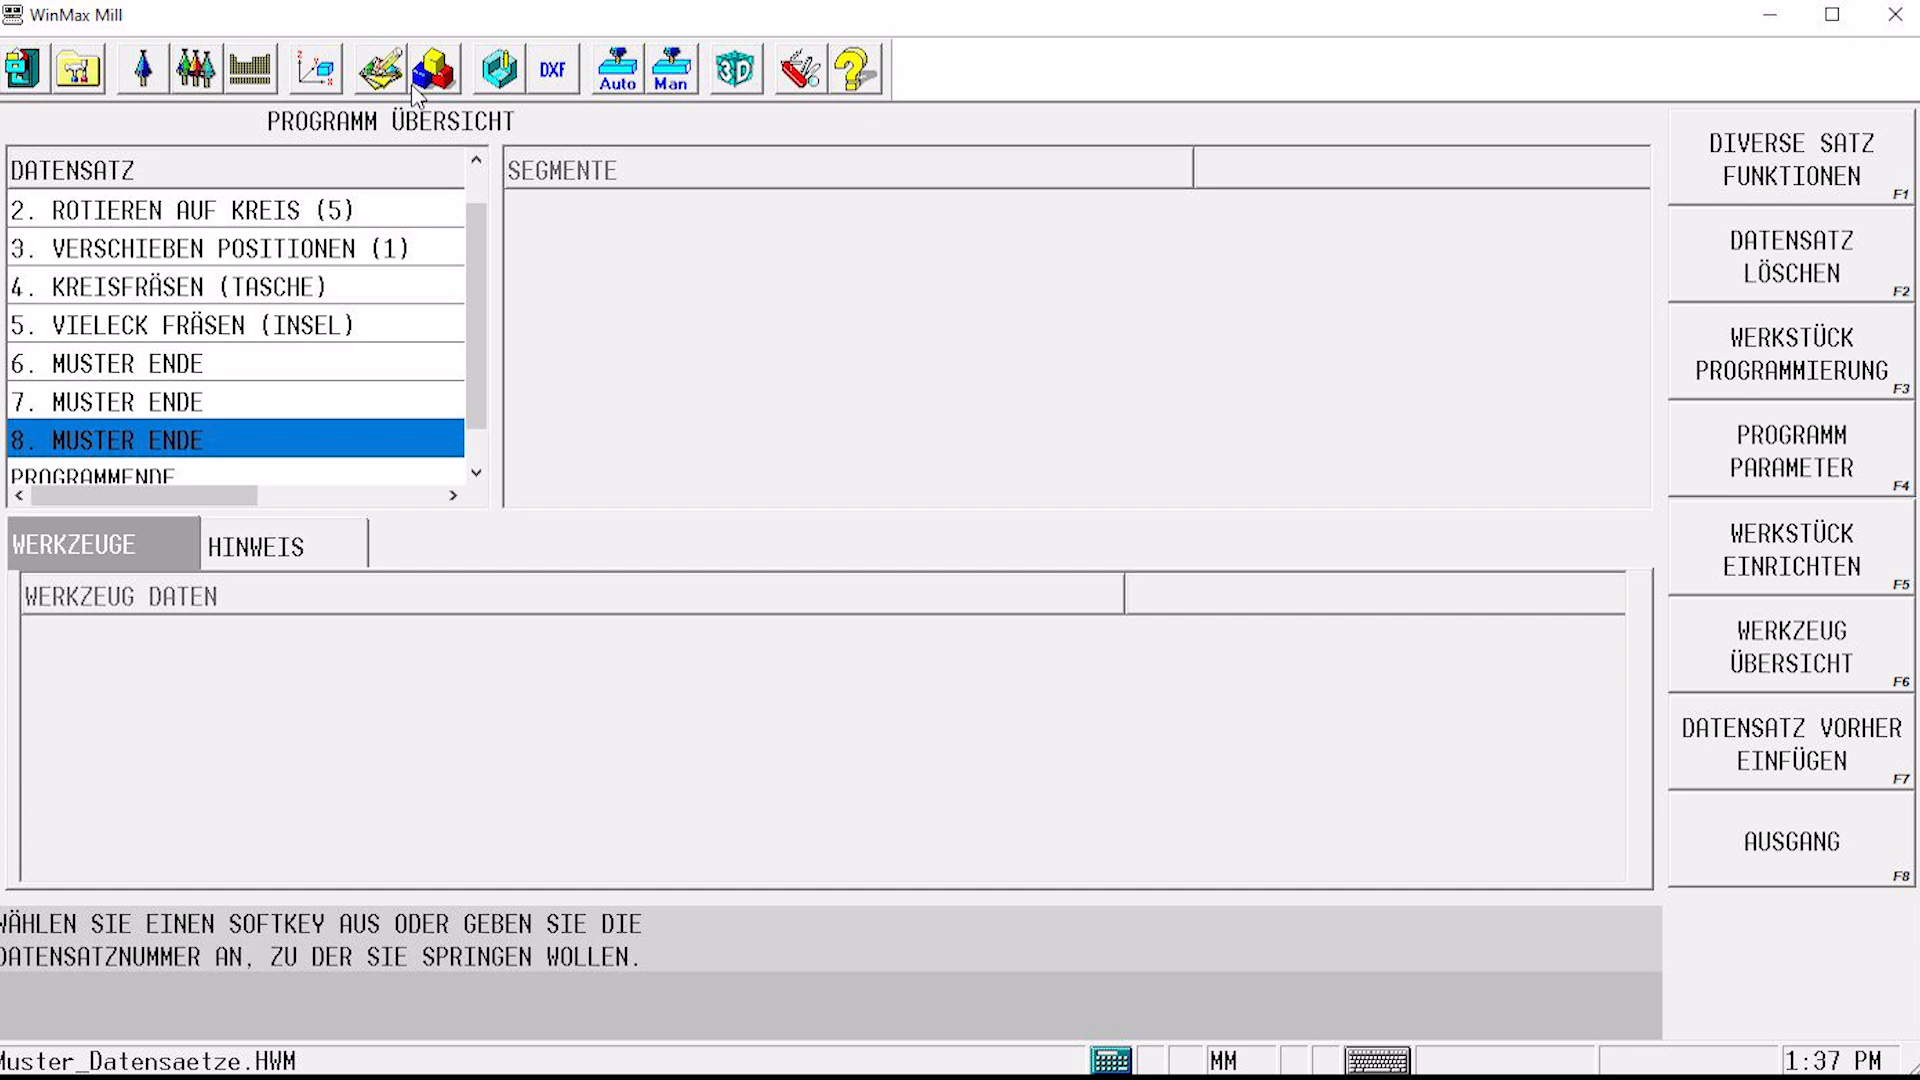 WinMax Mill
DXF
Auto
Man
3D
PROGRAMM ÜBERSICHT
DATENSATZ
2. ROTIEREN AUF KREIS (5)
3. VERSCHIEBEN POSITIONEN (1)
4. KREISFRÄSEN (TASCHE)
5. VIELECK FRÄSEN (INSEL)
6. MUSTER ENDE
7. MUSTER ENDE
8. MUSTER ENDE
PROGRAMMENDE
SEGMENTE
WERKZEUGE
HINWEIS
WERKZEUG DATEN
DIVERSE SATZ
FUNKTIONEN
F1
DATENSATZ
LÖSCHEN
F2
WERKSTÜCK
PROGRAMMIERUNG
F3
PROGRAMM
PARAMETER
F4
WERKSTÜCK
EINRICHTEN
F5
WERKZEUG
ÜBERSICHT
F6
DATENSATZ VORHER
EINFÜGEN
F7
AUSGANG
F8
WÄHLEN SIE EINEN SOFTKEY AUS ODER GEBEN SIE DIE
DATENSATZNUMMER AN, ZU DER SIE SPRINGEN WOLLEN.
Muster_Datensaetze.HWM
MM
1:37 PM